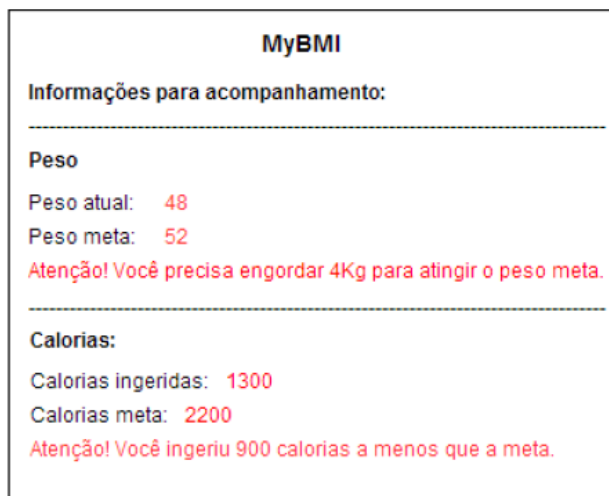 MyBMI
Informações para acompanhamento:
Peso
Peso atual: 48
Peso meta: 52
Atenção! Você precisa engordar 4Kg para atingir o peso meta.
Calorias:
Calorias ingeridas: 1300
Calorias meta: 2200
Atenção! Você ingeriu 900 calorias a menos que a meta.